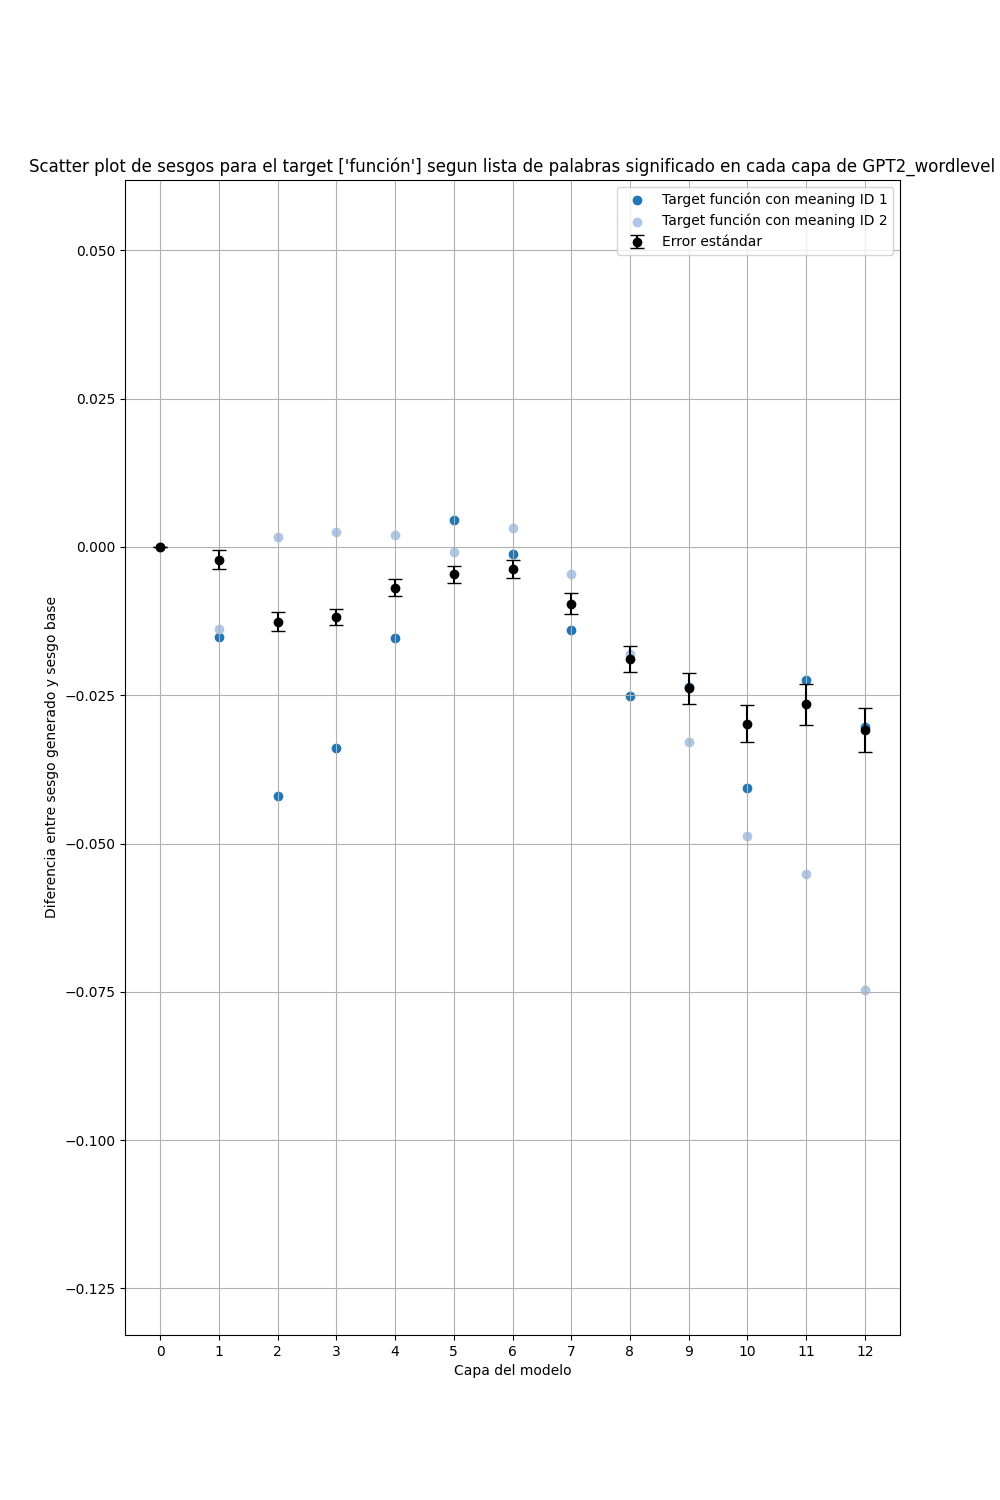 Scatter plot de sesgos para el target ['función'] segun lista de palabras significado en cada capa de GPT2_wordlevel
Target función con meaning ID 1
Target función con meaning ID 2
Error estándar
0.050
0.025
0.000
−0.025
−0.050
−0.075
−0.100
−0.125
Diferencia entre sesgo generado y sesgo base
0 1 2 3 4 5 6 7 8 9 10 11 12
Capa del modelo